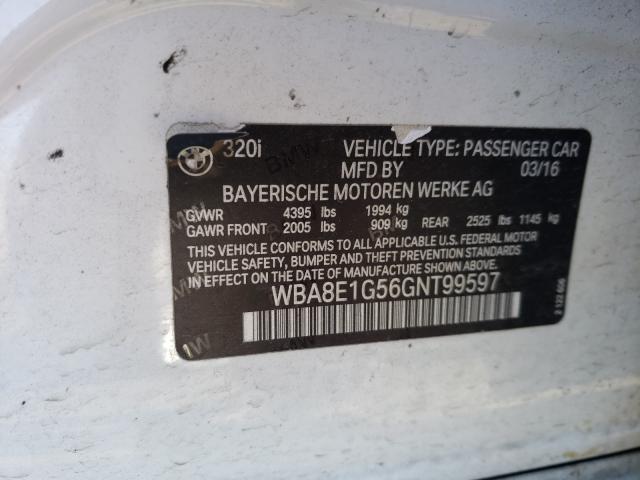 320i VEHICLE TYPE: PASSENGER CAR
MFD BY 03/16
BAYERISCHE MOTOREN WERKE AG
GVWR 4395 lbs 1994 kg
GAWR FRONT 2005 lbs 909 kg REAR 2525 lbs 1145 kg
THIS VEHICLE CONFORMS TO ALL APPLICABLE U.S. FEDERAL MOTOR
VEHICLE SAFETY, BUMPER AND THEFT PREVENTION STANDARDS
IN EFFECT ON THE DATE OF MANUFACTURE SHOWN ABOVE.
WBA8E1G56GNT99597
BMW
BMW